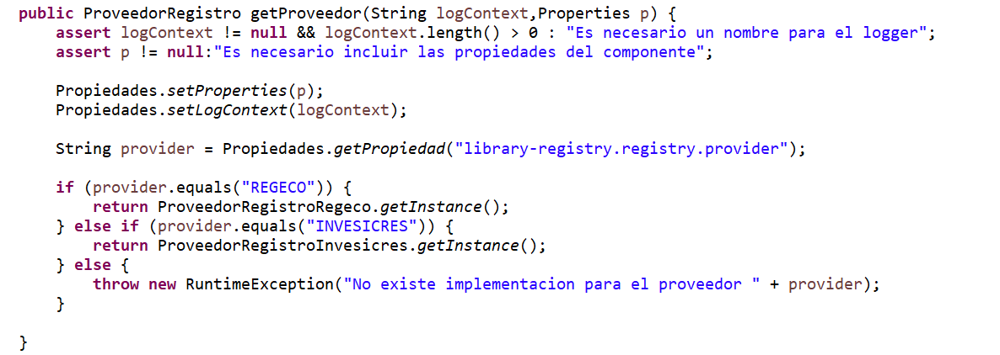 public ProveedorRegistro getProveedor(String logContext,Properties p) {
    assert logContext != null && logContext.length() > 0 : "Es necesario un nombre para el logger";
    assert p != null:"Es necesario incluir las propiedades del componente";

    Propiedades.setProperties(p);
    Propiedades.setLogContext(logContext);

    String provider = Propiedades.getPropiedad("library-registry.registry.provider");

    if (provider.equals("REGECO")) {
        return ProveedorRegistroRegeco.getInstance();
    } else if (provider.equals("INVESICRES")) {
        return ProveedorRegistroInvesicres.getInstance();
    } else {
        throw new RuntimeException("No existe implementacion para el proveedor " + provider);
    }

}